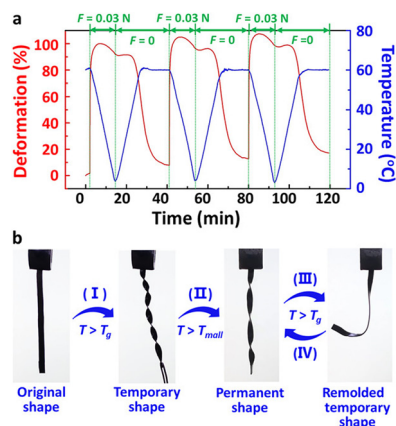 a
F = 0.03 N F = 0.03 N F = 0.03 N
F = 0 F = 0 F =0
Deformation (%)
100
80
60
40
20
0
Temperature (°C)
80
60
40
20
0
0 20 40 60 80 100 120
Time (min)
b
(Ⅰ) (Ⅱ) (Ⅲ)
T > Tg T > Tmall T > Tg
(Ⅳ)
Original shape
Temporary shape
Permanent shape
Remolded temporary shape